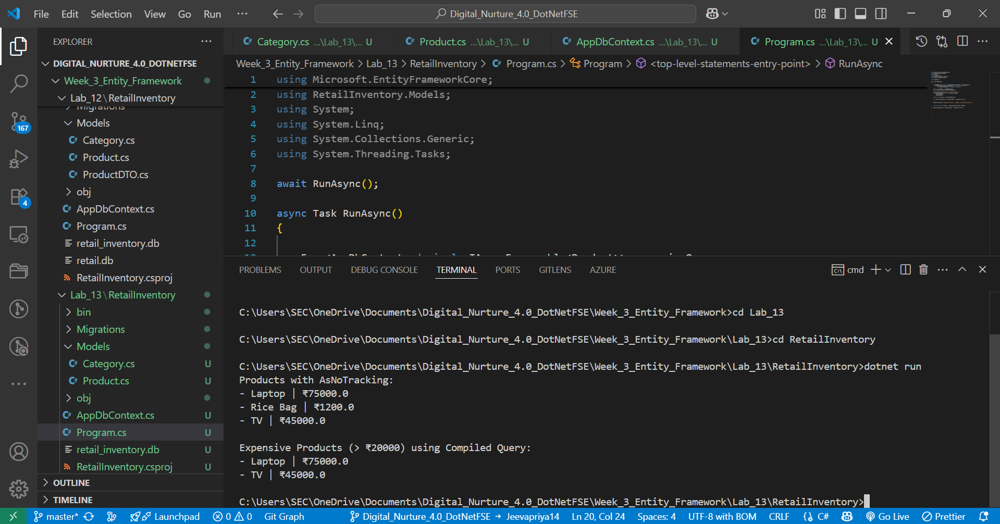 File Edit Selection View Go Run ··· Digital_Nurture_4.0_DotNetFSE
EXPLORER ···
DIGITAL_NURTURE_4.0_DOTNETFSE
Week_3_Entity_Framework
Lab_12\RetailInventory
Migrations
Models
C# Category.cs
C# Product.cs
C# ProductDTO.cs
obj
C# AppDbContext.cs
C# Program.cs
retail_inventory.db
retail.db
RetailInventory.csproj
Lab_13\RetailInventory
bin
Migrations
Models
C# Category.cs U
C# Product.cs U
obj
C# AppDbContext.cs U
C# Program.cs U
retail_inventory.db U
RetailInventory.csproj U
OUTLINE
TIMELINE
167
4
C# Category.cs ...\Lab_13\... U C# Product.cs ...\Lab_13\... U C# AppDbContext.cs ...\Lab_13\... U C# Program.cs ...\Lab_13\... U
Week_3_Entity_Framework > Lab_13 > RetailInventory > C# Program.cs > Program > <top-level-statements-entry-point> > RunAsync
1 using Microsoft.EntityFrameworkCore;
2 using RetailInventory.Models;
3 using System;
4 using System.Linq;
5 using System.Collections.Generic;
6 using System.Threading.Tasks;
7
8 await RunAsync();
9
10 async Task RunAsync()
11 {
12
PROBLEMS OUTPUT DEBUG CONSOLE TERMINAL PORTS GITLENS AZURE cmd
C:\Users\SEC\OneDrive\Documents\Digital_Nurture_4.0_DotNetFSE\Week_3_Entity_Framework>cd Lab_13
C:\Users\SEC\OneDrive\Documents\Digital_Nurture_4.0_DotNetFSE\Week_3_Entity_Framework\Lab_13>cd RetailInventory
C:\Users\SEC\OneDrive\Documents\Digital_Nurture_4.0_DotNetFSE\Week_3_Entity_Framework\Lab_13\RetailInventory>dotnet run
Products with AsNoTracking:
- Laptop | ₹75000.0
- Rice Bag | ₹1200.0
- TV | ₹45000.0
Expensive Products (> ₹20000) using Compiled Query:
- Laptop | ₹75000.0
- TV | ₹45000.0
C:\Users\SEC\OneDrive\Documents\Digital_Nurture_4.0_DotNetFSE\Week_3_Entity_Framework\Lab_13\RetailInventory>
master* Launchpad 0 0 Git Graph Digital_Nurture_4.0_DotNetFSE → Jeevapriya14 Ln 20, Col 24 Spaces: 4 UTF-8 with BOM CRLF {} C# Go Live Prettier